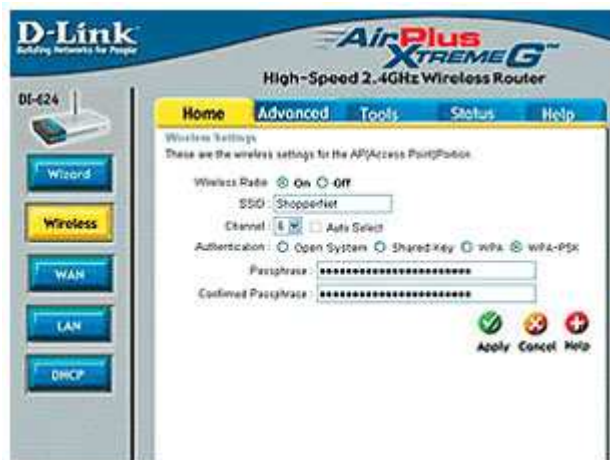 D-Link
Building Networks for People
AirPlus
XTREME G™
High-Speed 2.4GHz Wireless Router
DI-624
Home Advanced Tools Status Help
Wizard
Wireless
WAN
LAN
DHCP
Wireless Settings
These are the wireless settings for the AP(Access Point)Portion.
Wireless Radio : On Off
SSID : ShopperNet
Channel : 6 Auto Select
Authentication : Open System Shared Key WPA WPA-PSK
Passphrase : ************************
Confirmed Passphrase : ************************
Apply Cancel Help